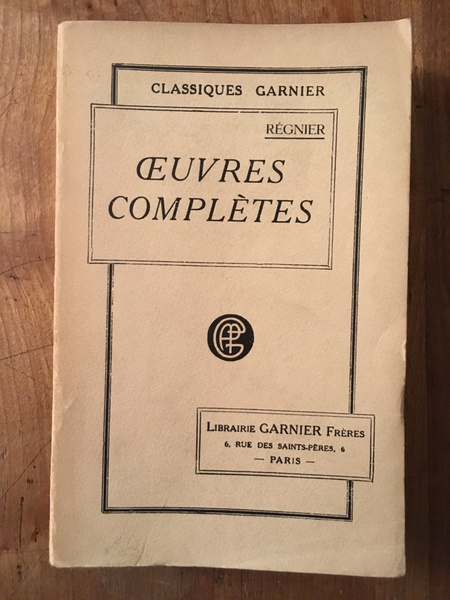 CLASSIQUES GARNIER
RÉGNIER
ŒUVRES
COMPLÈTES
LIBRAIRIE GARNIER FRÈRES
6, RUE DES SAINTS-PÈRES, 6
— PARIS —